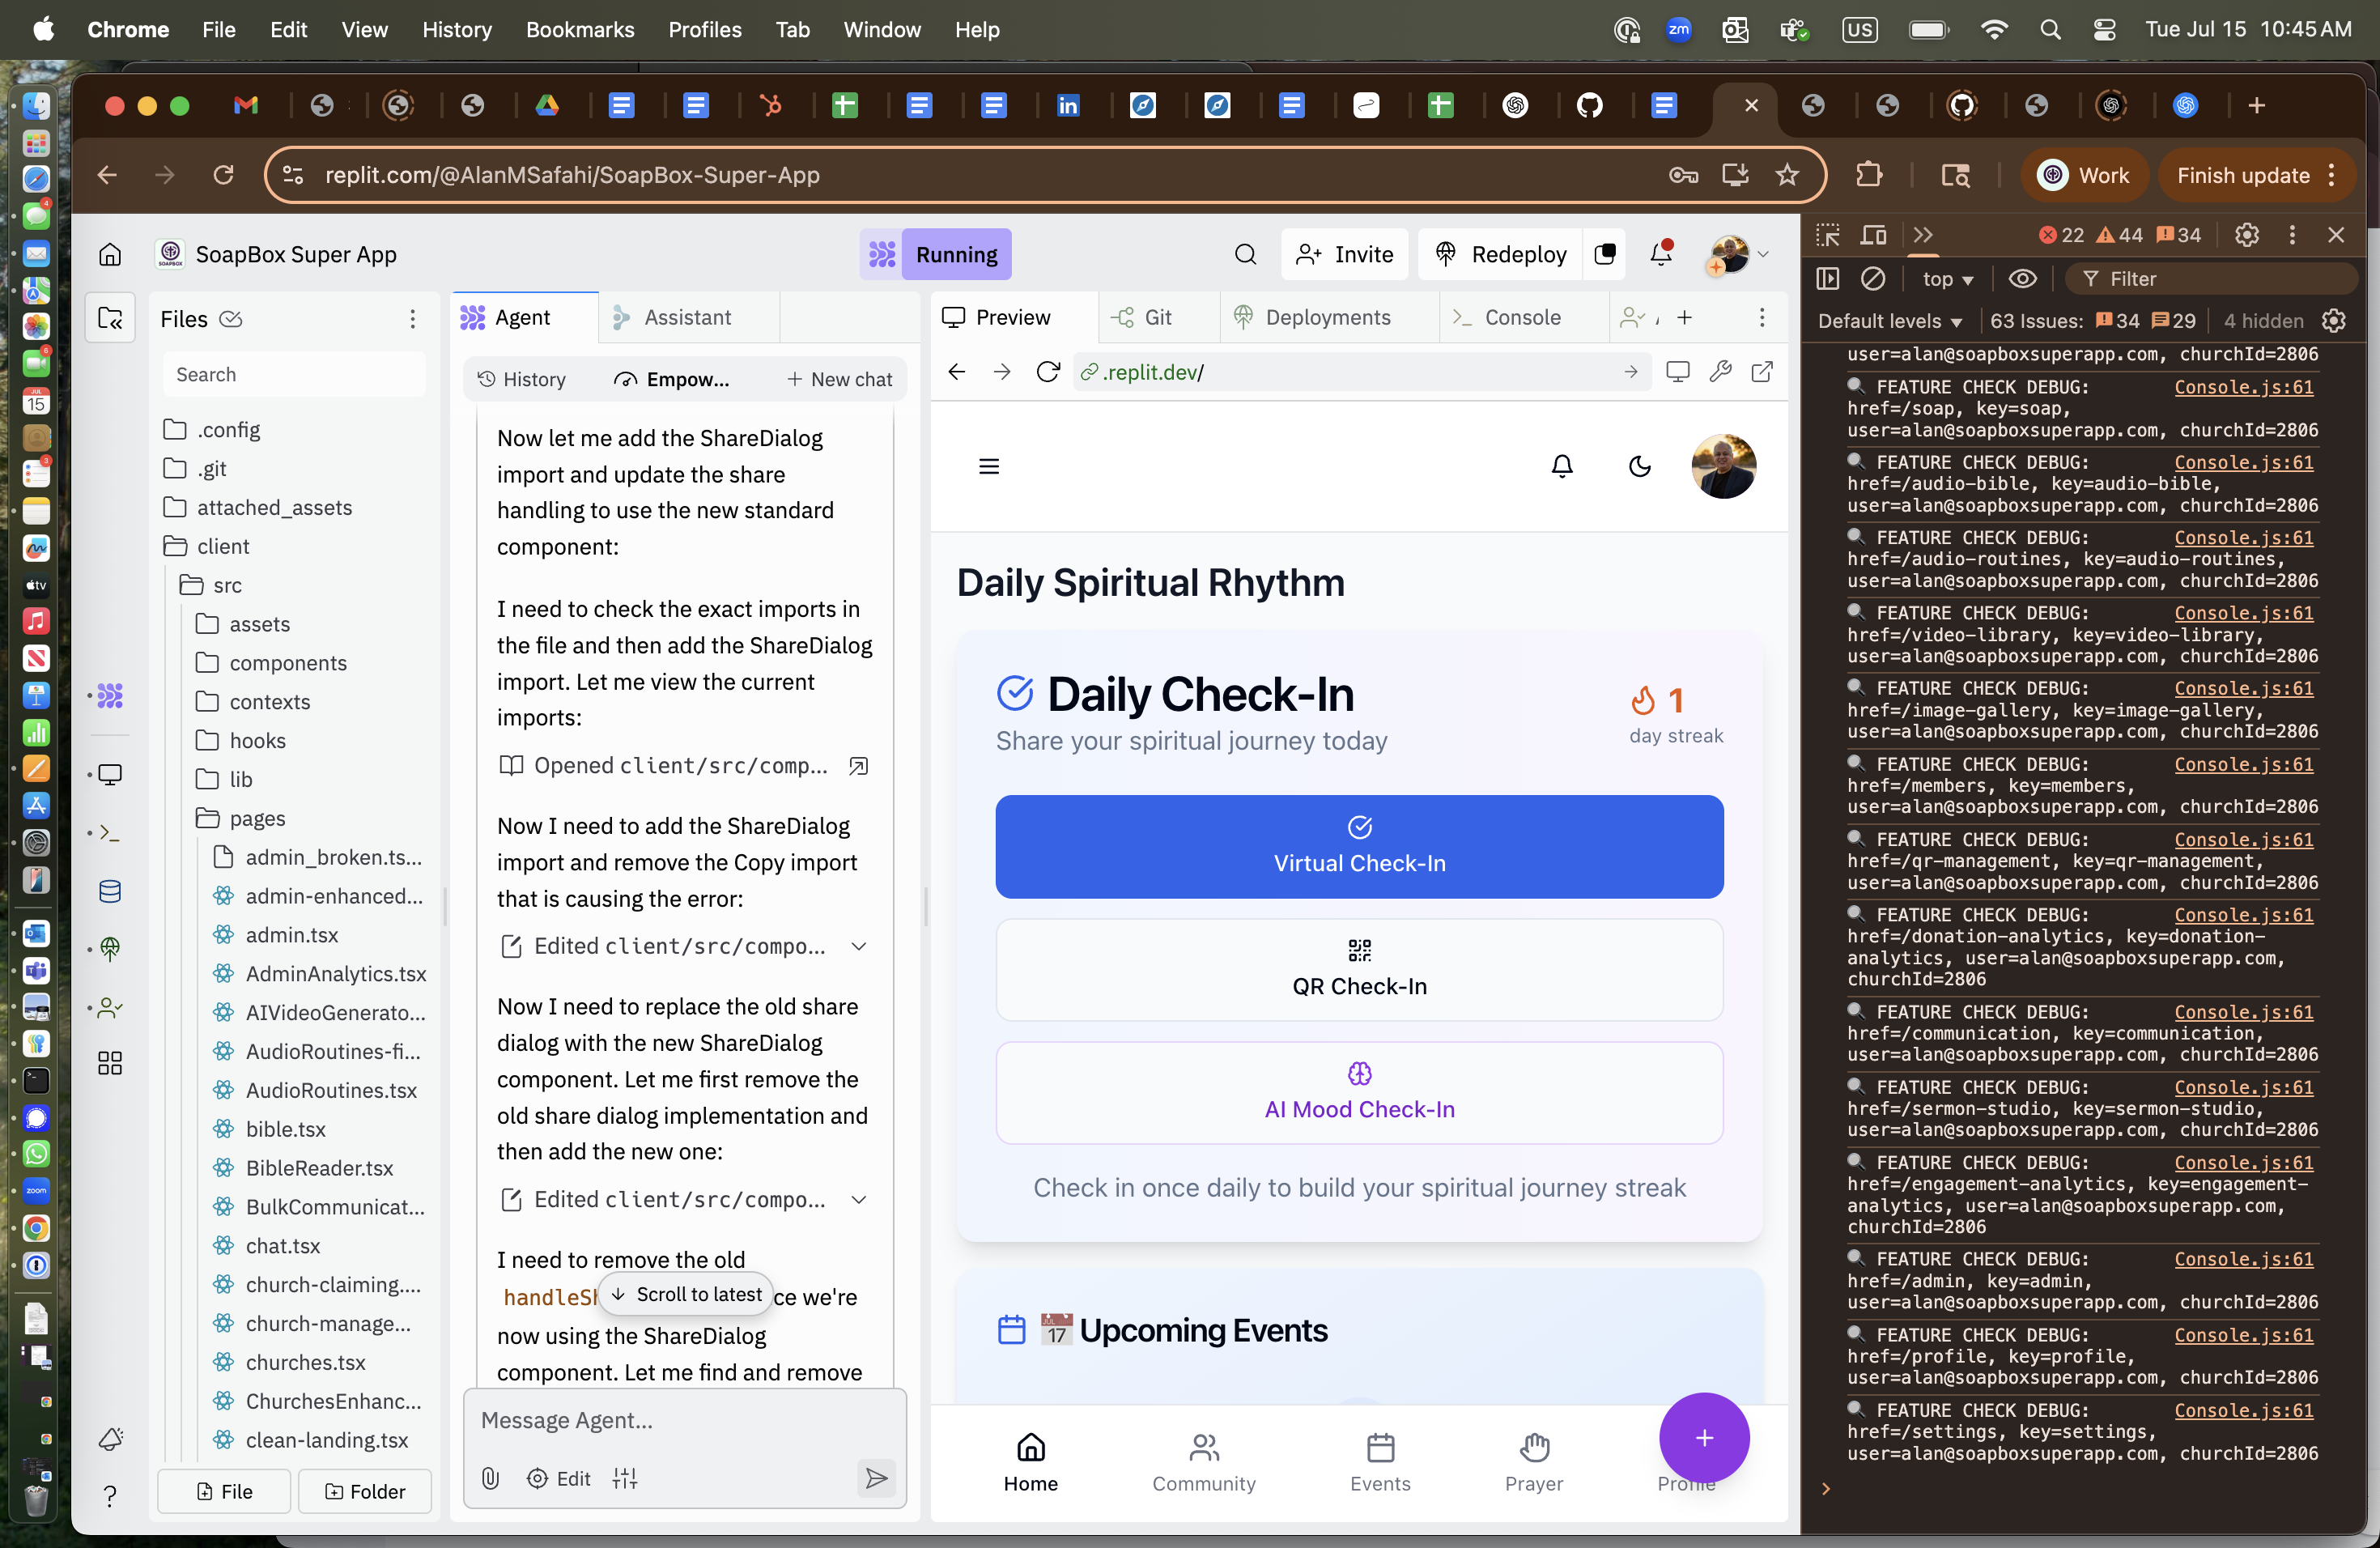 Chrome File Edit View History Bookmarks Profiles Tab Window Help
zm US Tue Jul 15 10:45 AM
replit.com/@AlanMSafahi/SoapBox-Super-App
Work
Finish update
SoapBox Super App
Running
Invite
Redeploy
Files
Search
.config
.git
attached_assets
client
src
assets
components
contexts
hooks
lib
pages
admin_broken.ts...
admin-enhanced...
admin.tsx
AdminAnalytics.tsx
AIVideoGenerato...
AudioRoutines-fi...
AudioRoutines.tsx
bible.tsx
BibleReader.tsx
BulkCommunicat...
chat.tsx
church-claiming....
church-manage...
churches.tsx
ChurchesEnhanc...
clean-landing.tsx
File
Folder
Agent
Assistant
History
Empow...
New chat
Now let me add the ShareDialog
import and update the share
handling to use the new standard
component:
I need to check the exact imports in
the file and then add the ShareDialog
import. Let me view the current
imports:
Opened client/src/comp...
Now I need to add the ShareDialog
import and remove the Copy import
that is causing the error:
Edited client/src/compo...
Now I need to replace the old share
dialog with the new ShareDialog
component. Let me first remove the
old share dialog implementation and
then add the new one:
Edited client/src/compo...
I need to remove the old
handleSh
ce we're
Scroll to latest
now using the ShareDialog
component. Let me find and remove
Message Agent...
Edit
Preview
Git
Deployments
Console
.replit.dev/
Daily Spiritual Rhythm
Daily Check-In
1
Share your spiritual journey today
day streak
Virtual Check-In
QR Check-In
AI Mood Check-In
Check in once daily to build your spiritual journey streak
JUL 17 Upcoming Events
Home
Community
Events
Prayer
Profile
22 44 34
top
Filter
Default levels
63 Issues: 34 29
4 hidden
user=alan@soapboxsuperapp.com, churchId=2806
FEATURE CHECK DEBUG: Console.js:61
href=/soap, key=soap,
user=alan@soapboxsuperapp.com, churchId=2806
FEATURE CHECK DEBUG: Console.js:61
href=/audio-bible, key=audio-bible,
user=alan@soapboxsuperapp.com, churchId=2806
FEATURE CHECK DEBUG: Console.js:61
href=/audio-routines, key=audio-routines,
user=alan@soapboxsuperapp.com, churchId=2806
FEATURE CHECK DEBUG: Console.js:61
href=/video-library, key=video-library,
user=alan@soapboxsuperapp.com, churchId=2806
FEATURE CHECK DEBUG: Console.js:61
href=/image-gallery, key=image-gallery,
user=alan@soapboxsuperapp.com, churchId=2806
FEATURE CHECK DEBUG: Console.js:61
href=/members, key=members,
user=alan@soapboxsuperapp.com, churchId=2806
FEATURE CHECK DEBUG: Console.js:61
href=/qr-management, key=qr-management,
user=alan@soapboxsuperapp.com, churchId=2806
FEATURE CHECK DEBUG: Console.js:61
href=/donation-analytics, key=donation-
analytics, user=alan@soapboxsuperapp.com,
churchId=2806
FEATURE CHECK DEBUG: Console.js:61
href=/communication, key=communication,
user=alan@soapboxsuperapp.com, churchId=2806
FEATURE CHECK DEBUG: Console.js:61
href=/sermon-studio, key=sermon-studio,
user=alan@soapboxsuperapp.com, churchId=2806
FEATURE CHECK DEBUG: Console.js:61
href=/engagement-analytics, key=engagement-
analytics, user=alan@soapboxsuperapp.com,
churchId=2806
FEATURE CHECK DEBUG: Console.js:61
href=/admin, key=admin,
user=alan@soapboxsuperapp.com, churchId=2806
FEATURE CHECK DEBUG: Console.js:61
href=/profile, key=profile,
user=alan@soapboxsuperapp.com, churchId=2806
FEATURE CHECK DEBUG: Console.js:61
href=/settings, key=settings,
user=alan@soapboxsuperapp.com, churchId=2806